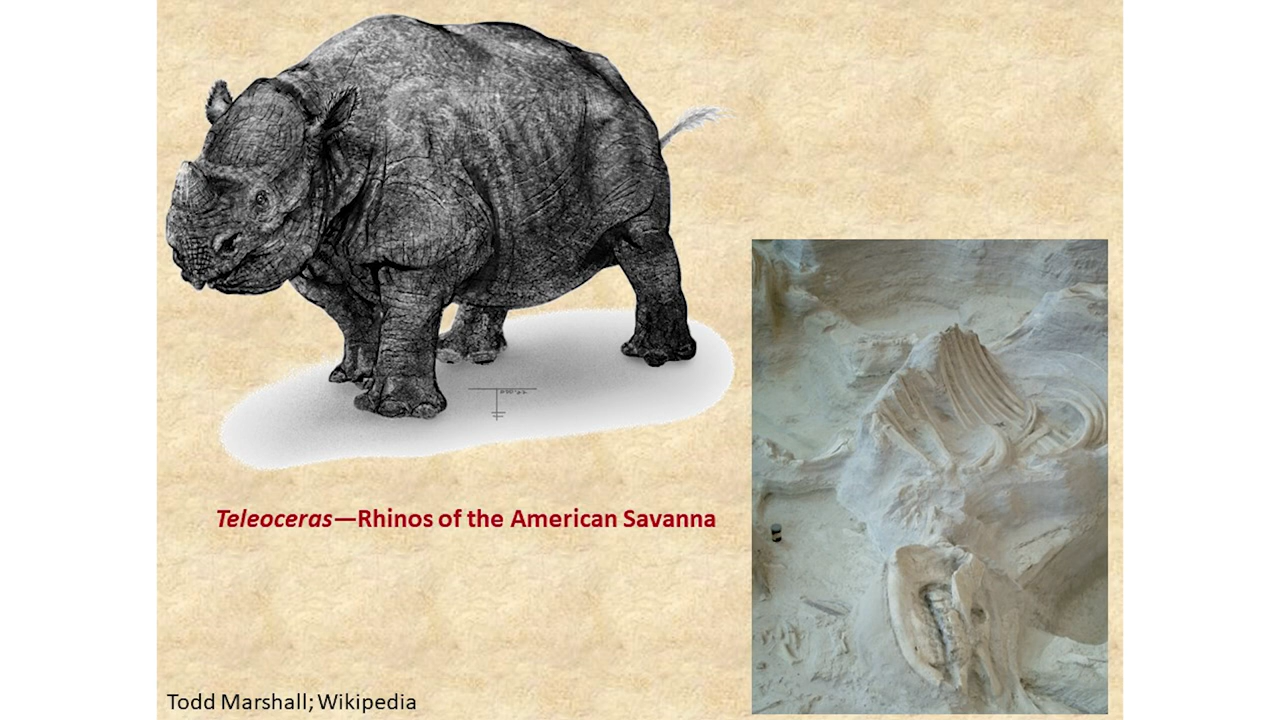 Teleoceras—Rhinos of the American Savanna
Todd Marshall; Wikipedia